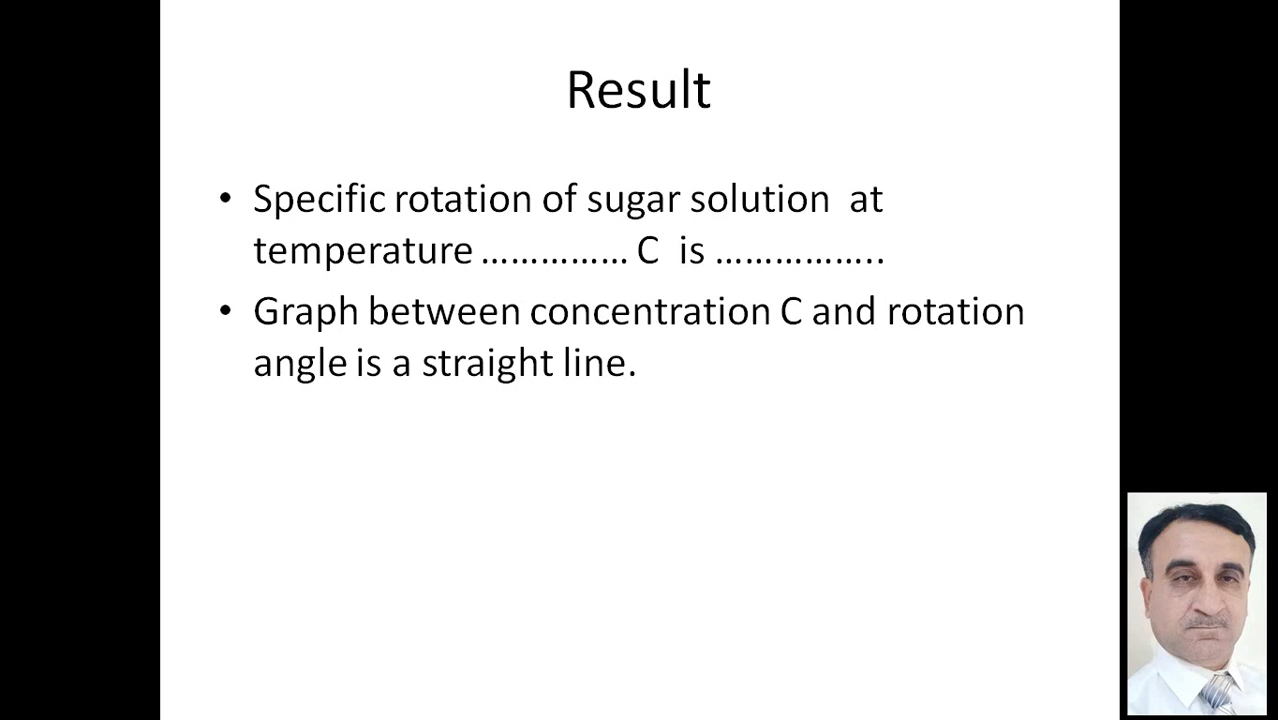 Result
• Specific rotation of sugar solution  at
temperature …………… C  is ……………..
• Graph between concentration C and rotation
angle is a straight line.